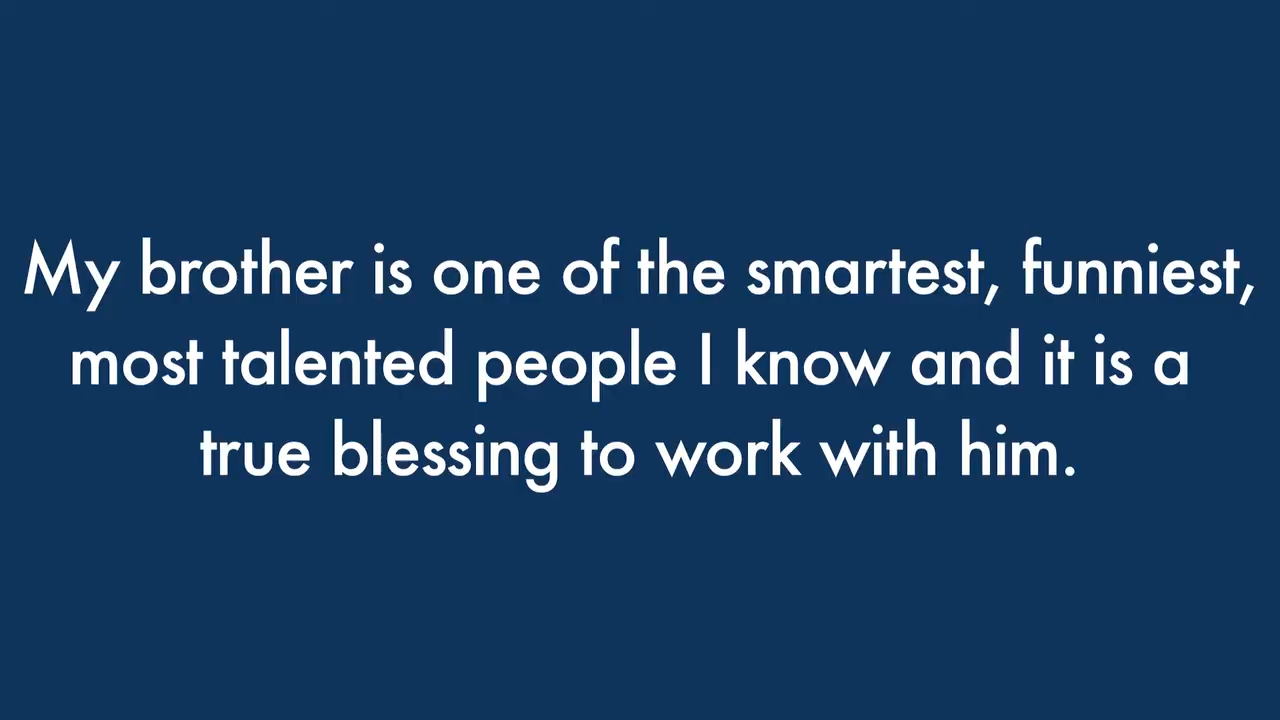 My brother is one of the smartest, funniest,
most talented people I know and it is a
true blessing to work with him.